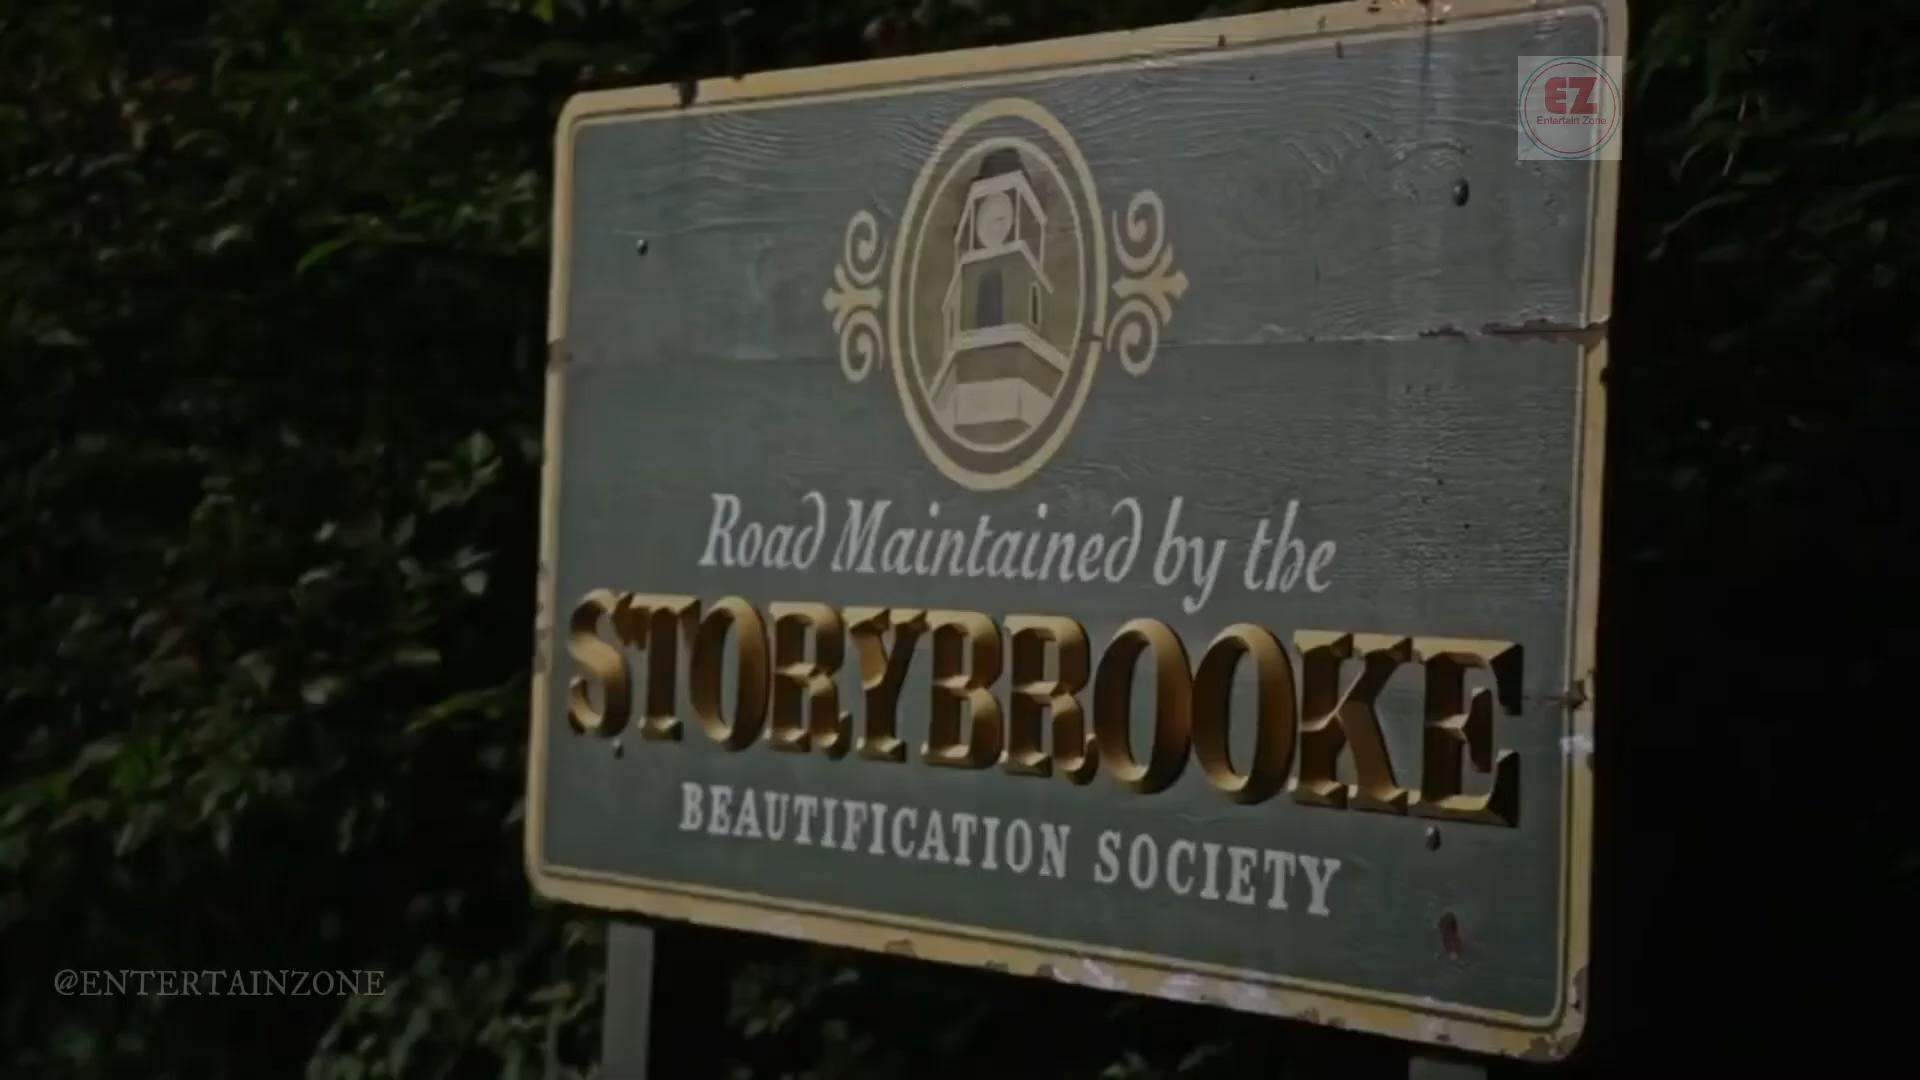 EZ
Entertain Zone
Road Maintained by the
STORYBROOKE
BEAUTIFICATION SOCIETY
@ENTERTAINZONE